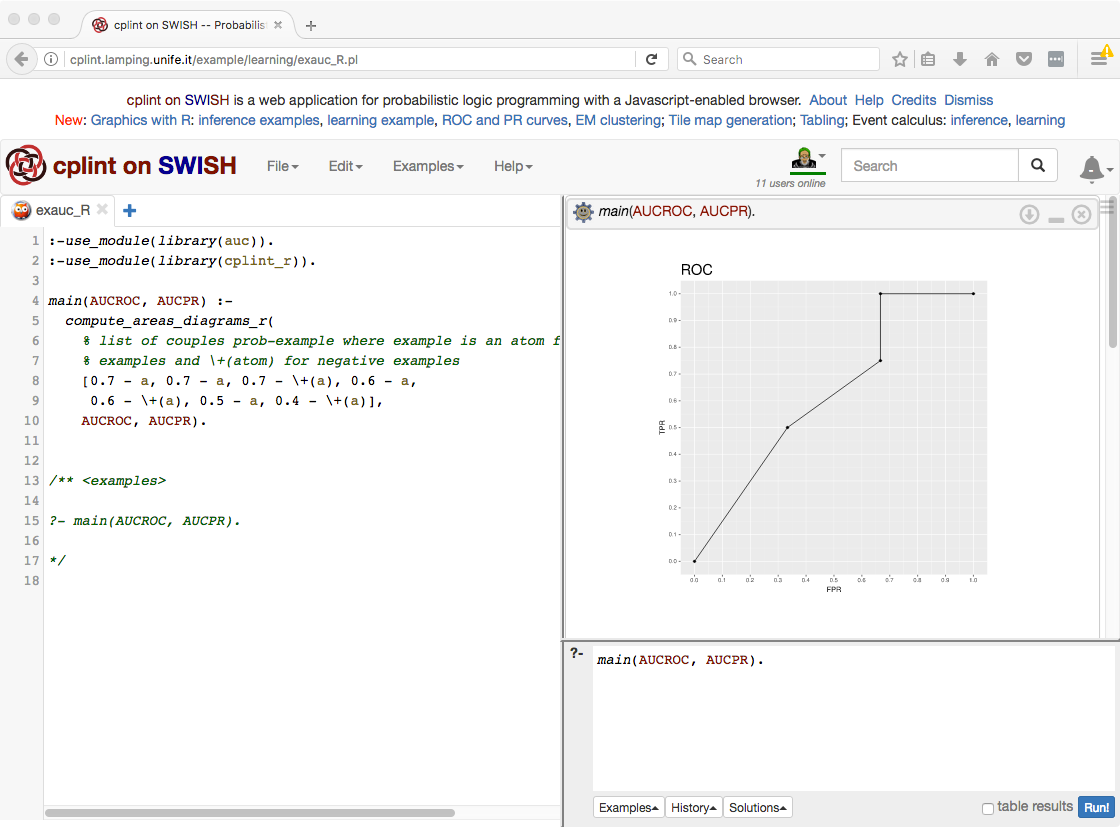 cplint on SWISH -- Probabilis
cplint.lamping.unife.it/example/learning/exauc_R.pl
Search
cplint on SWISH is a web application for probabilistic logic programming with a Javascript-enabled browser. About Help Credits Dismiss
New: Graphics with R: inference examples, learning example, ROC and PR curves, EM clustering; Tile map generation; Tabling; Event calculus: inference, learning
cplint on SWISH
File
Edit
Examples
Help
11 users online
Search
exauc_R
1 :-use_module(library(auc)).
2 :-use_module(library(cplint_r)).
3
4 main(AUCROC, AUCPR) :-
5 compute_areas_diagrams_r(
6 % list of couples prob-example where example is an atom f
7 % examples and \+(atom) for negative examples
8 [0.7 - a, 0.7 - a, 0.7 - \+(a), 0.6 - a,
9 0.6 - \+(a), 0.5 - a, 0.4 - \+(a)],
10 AUCROC, AUCPR).
11
12
13 /** <examples>
14
15 ?- main(AUCROC, AUCPR).
16
17 */
18
main(AUCROC, AUCPR).
ROC
1.0
0.9
0.8
0.7
0.6
0.5
0.4
0.3
0.2
0.1
0.0
TPR
0.0 0.1 0.2 0.3 0.4 0.5 0.6 0.7 0.8 0.9 1.0
FPR
?- main(AUCROC, AUCPR).
Examples History Solutions
table results Run!